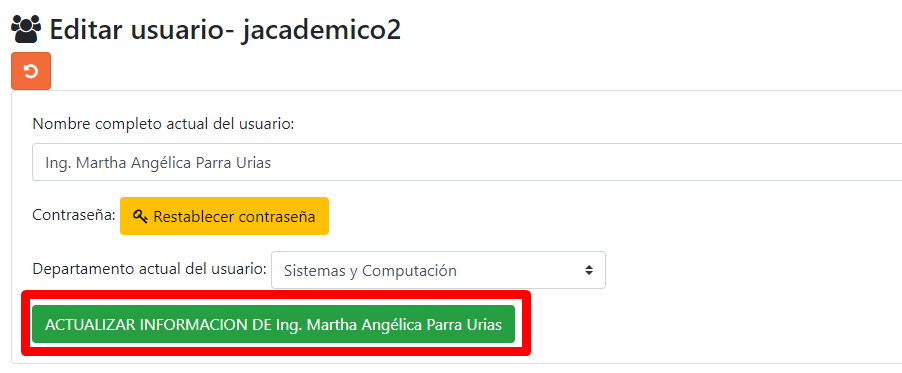 Editar usuario- jacademico2
Nombre completo actual del usuario:
Ing. Martha Angélica Parra Urias
Contraseña: Restablecer contraseña
Departamento actual del usuario: Sistemas y Computación
ACTUALIZAR INFORMACION DE Ing. Martha Angélica Parra Urias